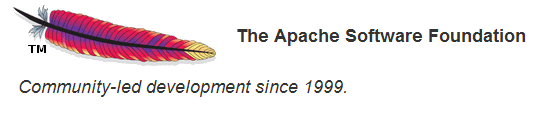 The Apache Software Foundation
TM
Community-led development since 1999.